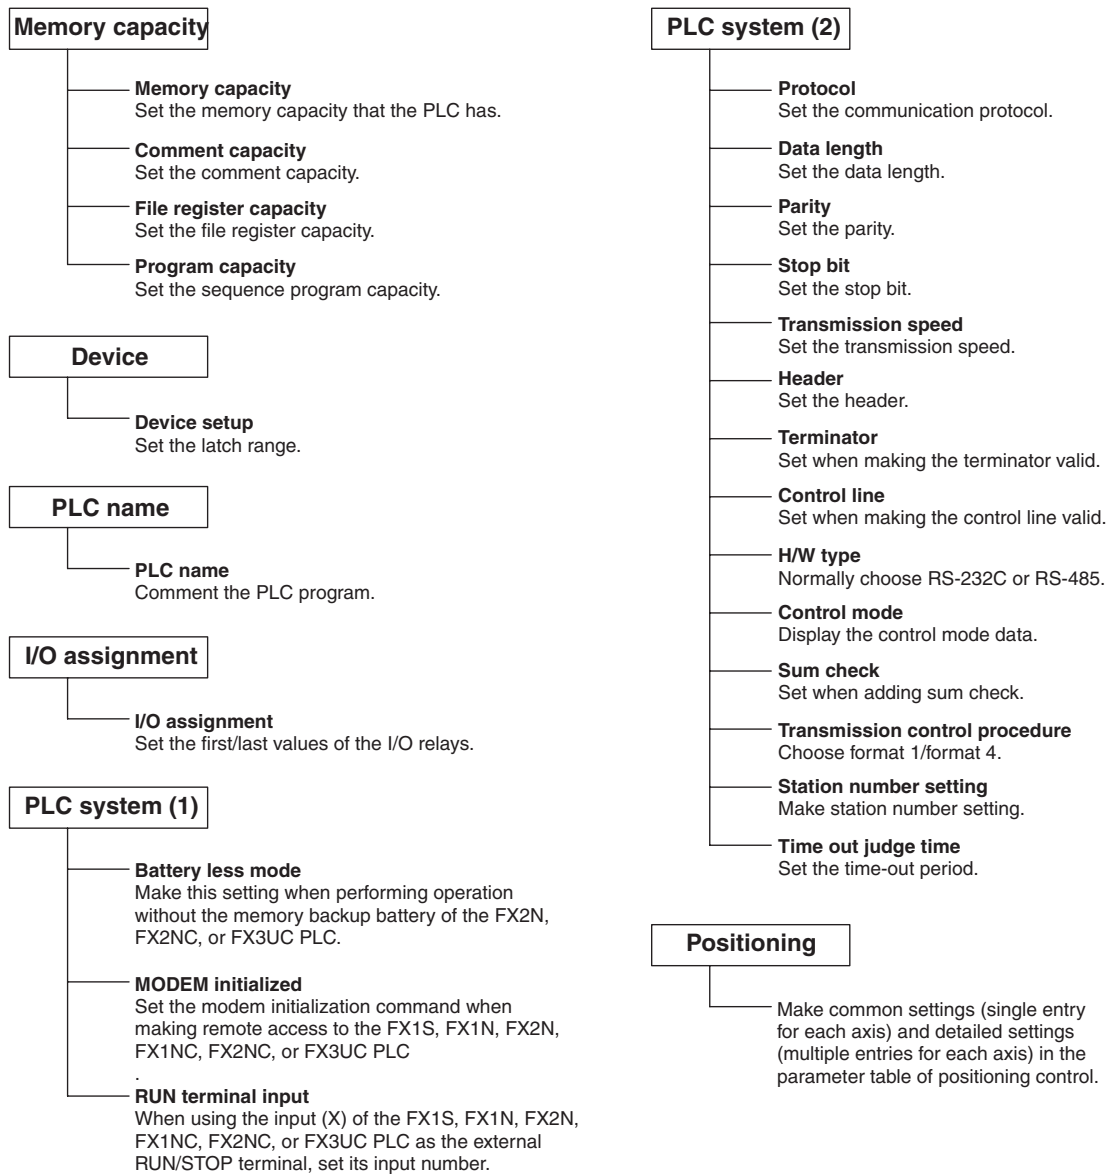 Memory capacity
Memory capacity
Set the memory capacity that the PLC has.
Comment capacity
Set the comment capacity.
File register capacity
Set the file register capacity.
Program capacity
Set the sequence program capacity.
Device
Device setup
Set the latch range.
PLC name
PLC name
Comment the PLC program.
I/O assignment
I/O assignment
Set the first/last values of the I/O relays.
PLC system (1)
Battery less mode
Make this setting when performing operation
without the memory backup battery of the FX2N,
FX2NC, or FX3UC PLC.
MODEM initialized
Set the modem initialization command when
making remote access to the FX1S, FX1N, FX2N,
FX1NC, FX2NC, or FX3UC PLC
.
RUN terminal input
When using the input (X) of the FX1S, FX1N, FX2N,
FX1NC, FX2NC, or FX3UC PLC as the external
RUN/STOP terminal, set its input number.
PLC system (2)
Protocol
Set the communication protocol.
Data length
Set the data length.
Parity
Set the parity.
Stop bit
Set the stop bit.
Transmission speed
Set the transmission speed.
Header
Set the header.
Terminator
Set when making the terminator valid.
Control line
Set when making the control line valid.
H/W type
Normally choose RS-232C or RS-485.
Control mode
Display the control mode data.
Sum check
Set when adding sum check.
Transmission control procedure
Choose format 1/format 4.
Station number setting
Make station number setting.
Time out judge time
Set the time-out period.
Positioning
Make common settings (single entry
for each axis) and detailed settings
(multiple entries for each axis) in the
parameter table of positioning control.